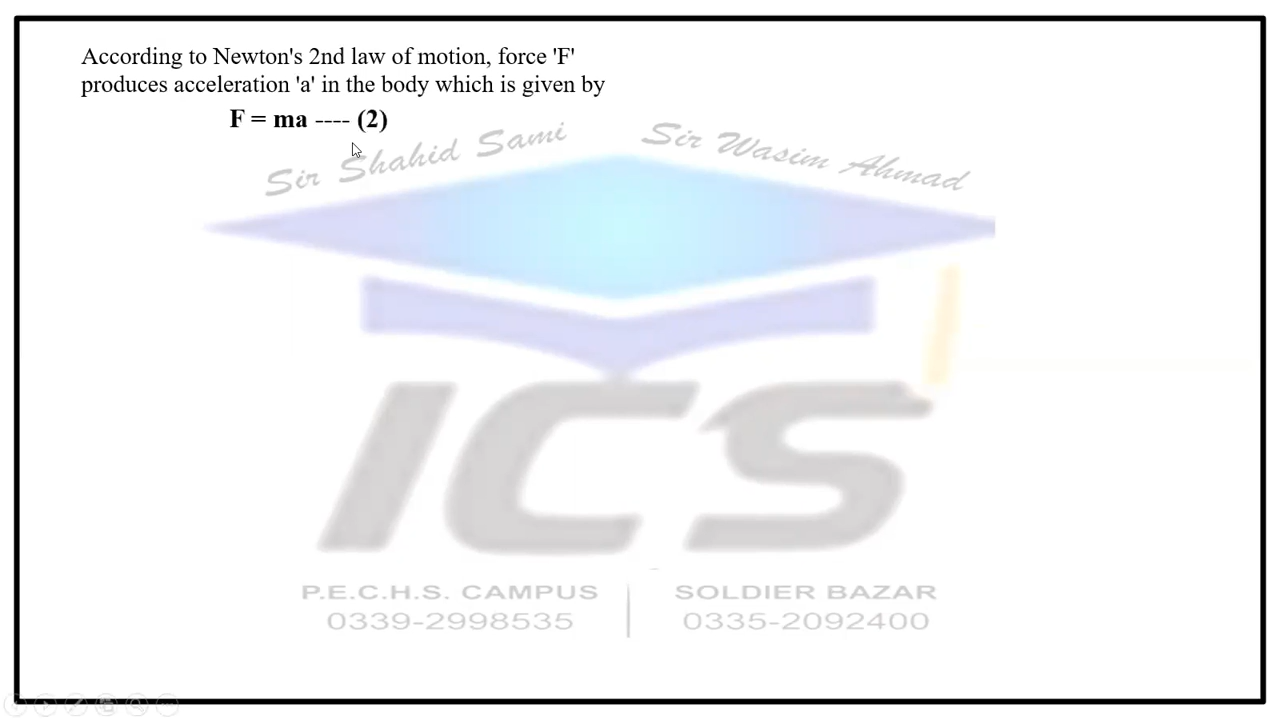 According to Newton's 2nd law of motion, force 'F'
produces acceleration 'a' in the body which is given by
F = ma ---- (2)
Sir Shahid Sami
Sir Wasim Ahmad
ICS
P.E.C.H.S. CAMPUS
0339-2998535
SOLDIER BAZAR
0335-2092400